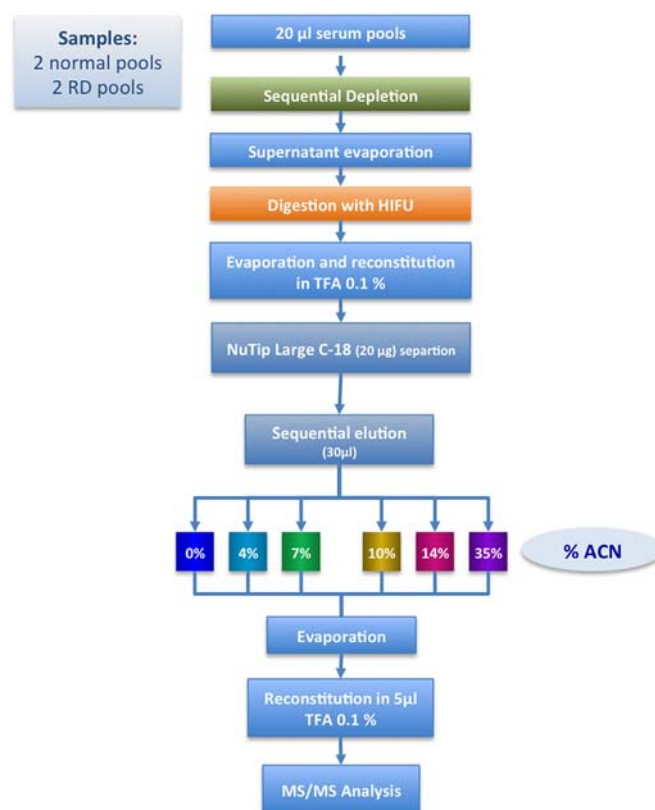 Samples:
2 normal pools
2 RD pools
20 µl serum pools
Sequential Depletion
Supernatant evaporation
Digestion with HIFU
Evaporation and reconstitution
in TFA 0.1 %
NuTip Large C-18 (20 µg) separtion
Sequential elution
(30µl)
0% 4% 7% 10% 14% 35%
% ACN
Evaporation
Reconstitution in 5µl
TFA 0.1 %
MS/MS Analysis